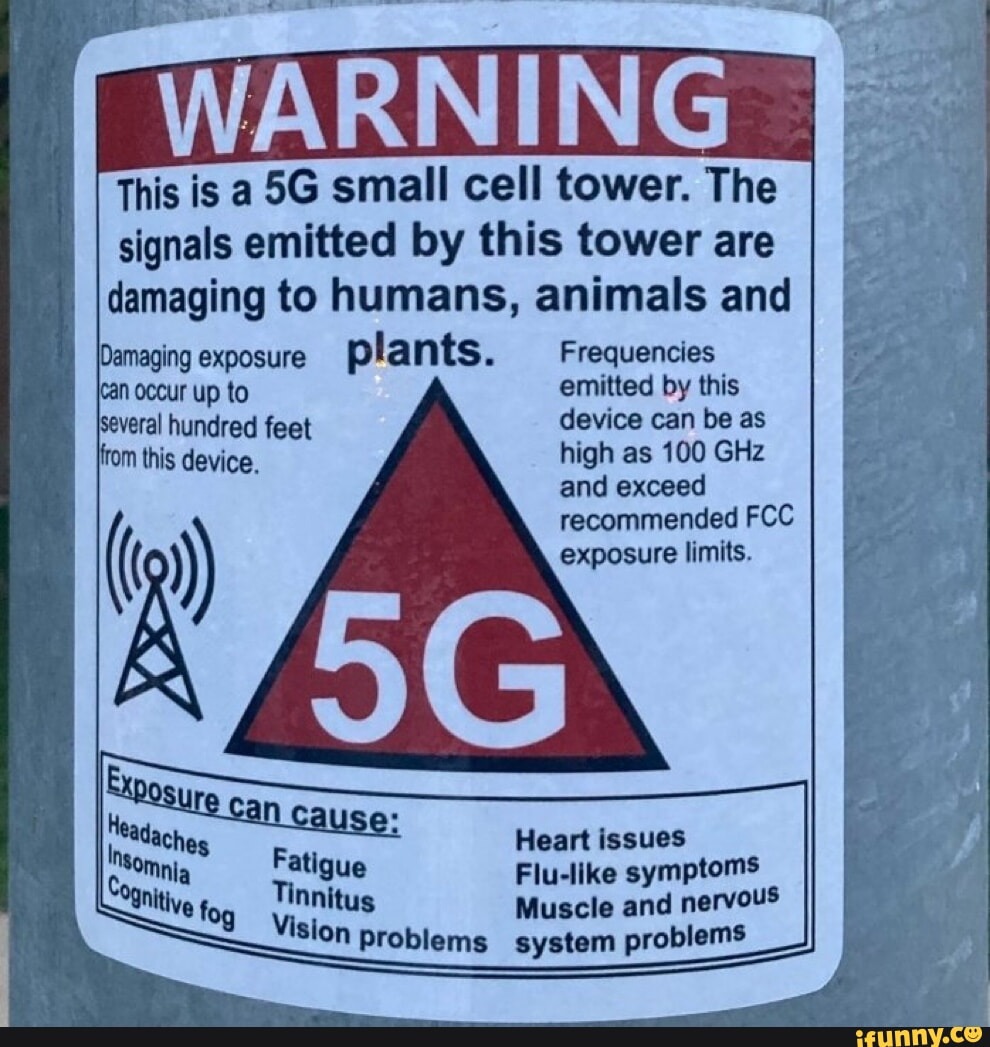 WARNING
This is a 5G small cell tower. The
signals emitted by this tower are
damaging to humans, animals and
plants.
Damaging exposure
can occur up to
several hundred feet
from this device.
Frequencies
emitted by this
device can be as
high as 100 GHz
and exceed
recommended FCC
exposure limits.
5G
Exposure can cause:
Headaches
Insomnia
Cognitive fog
Fatigue
Tinnitus
Vision problems
Heart issues
Flu-like symptoms
Muscle and nervous
system problems
ifunny.co